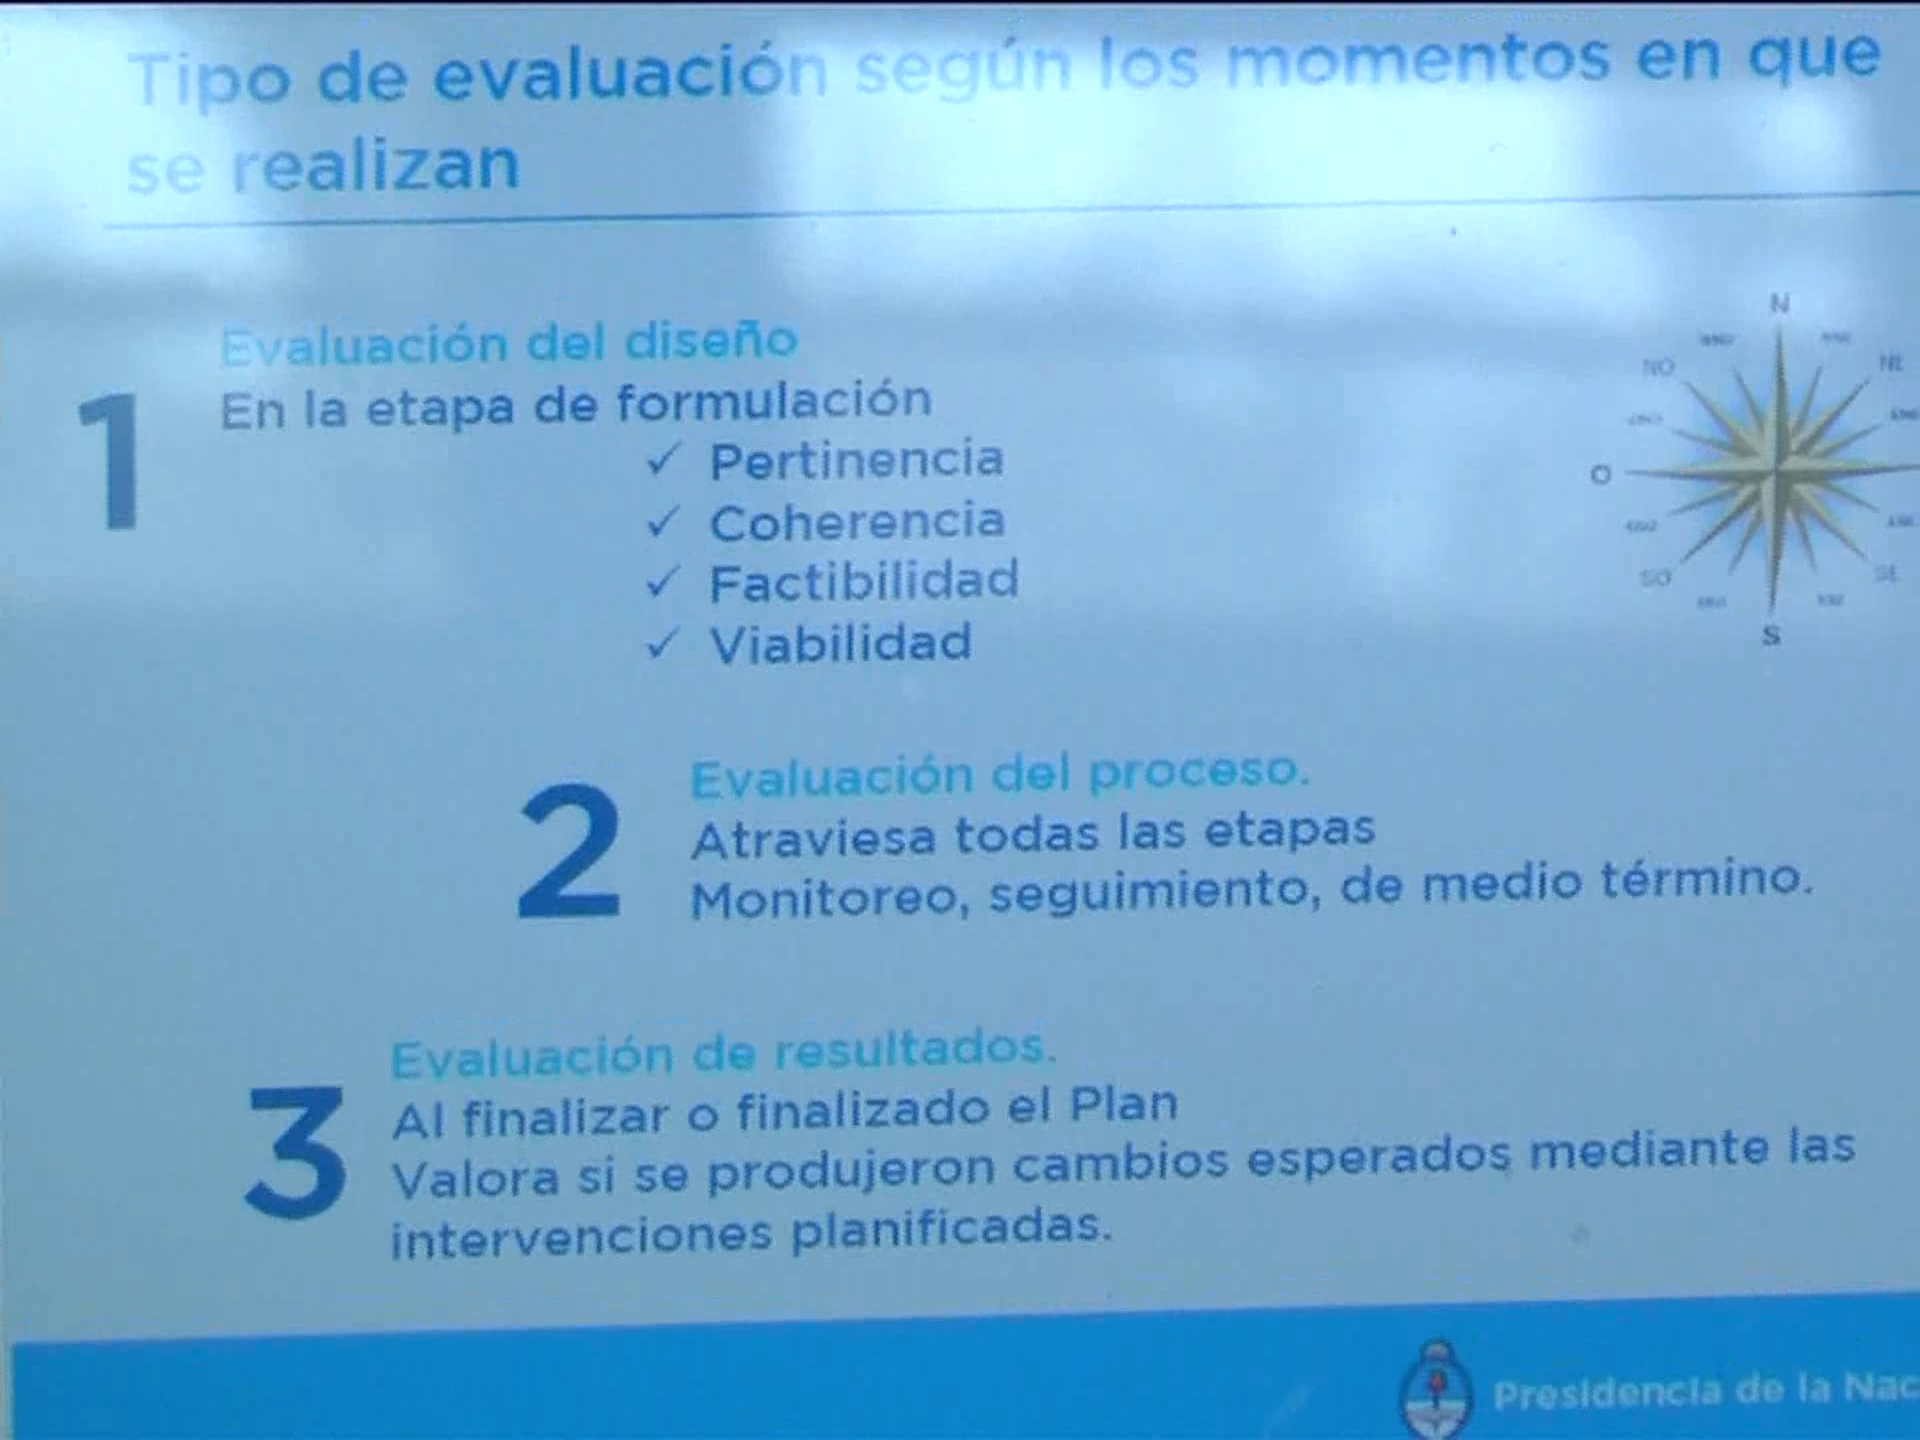 Tipo de evaluación según los momentos en que
se realizan
1
Evaluación del diseño
En la etapa de formulación
✓ Pertinencia
✓ Coherencia
✓ Factibilidad
✓ Viabilidad
N
NO
NE
O
SO
SE
S
2
Evaluación del proceso.
Atraviesa todas las etapas
Monitoreo, seguimiento, de medio término.
3
Evaluación de resultados.
Al finalizar o finalizado el Plan
Valora si se produjeron cambios esperados mediante las
intervenciones planificadas.
Presidencia de la Nac